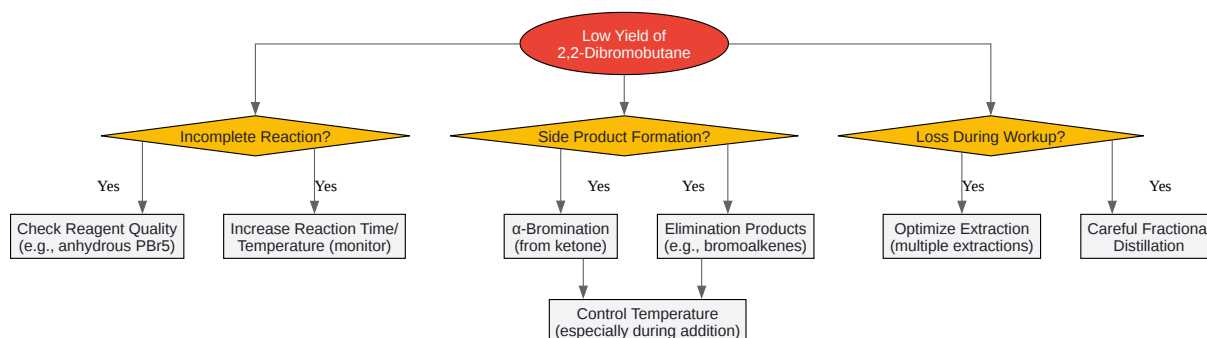 Low Yield of
2,2-Dibromobutane
Incomplete Reaction?
Side Product Formation?
Loss During Workup?
Yes
Yes
Yes
Yes
Yes
Yes
Check Reagent Quality
(e.g., anhydrous PBr5)
Increase Reaction Time/
Temperature (monitor)
α-Bromination
(from ketone)
Elimination Products
(e.g., bromoalkenes)
Optimize Extraction
(multiple extractions)
Careful Fractiona
Distillation
Control Temperature
(especially during addition)